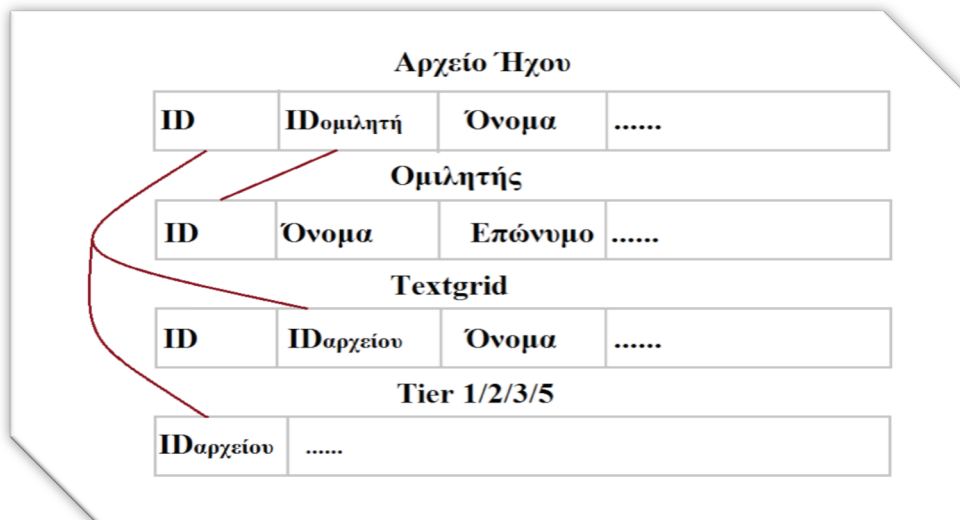 Αρχείο Ήχου
ID IDομιλητή Όνομα ......
Ομιλητής
ID Όνομα Επώνυμο ......
Textgrid
ID IDαρχείου Όνομα ......
Tier 1/2/3/5
IDαρχείου ......